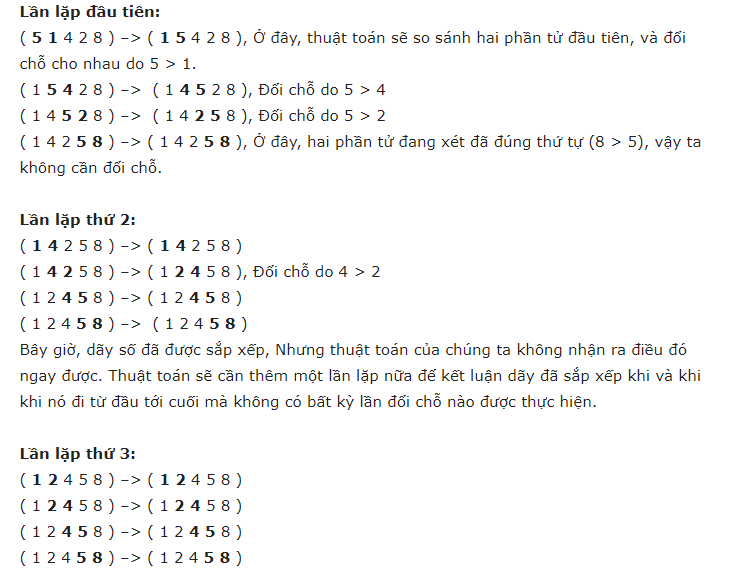 Lần lặp đầu tiên:
( 5 1 4 2 8 ) –> ( 1 5 4 2 8 ), Ở đây, thuật toán sẽ so sánh hai phần tử đầu tiên, và đổi
chỗ cho nhau do 5 > 1.
( 1 5 4 2 8 ) –>  ( 1 4 5 2 8 ), Đổi chỗ do 5 > 4
( 1 4 5 2 8 ) –>  ( 1 4 2 5 8 ), Đổi chỗ do 5 > 2
( 1 4 2 5 8 ) –> ( 1 4 2 5 8 ), Ở đây, hai phần tử đang xét đã đúng thứ tự (8 > 5), vậy ta
không cần đổi chỗ.
Lần lặp thứ 2:
( 1 4 2 5 8 ) –> ( 1 4 2 5 8 )
( 1 4 2 5 8 ) –> ( 1 2 4 5 8 ), Đổi chỗ do 4 > 2
( 1 2 4 5 8 ) –> ( 1 2 4 5 8 )
( 1 2 4 5 8 ) –>  ( 1 2 4 5 8 )
Bây giờ, dãy số đã được sắp xếp, Nhưng thuật toán của chúng ta không nhận ra điều đó
ngay được. Thuật toán sẽ cần thêm một lần lặp nữa để kết luận dãy đã sắp xếp khi và khi
khi nó đi từ đầu tới cuối mà không có bất kỳ lần đổi chỗ nào được thực hiện.
Lần lặp thứ 3:
( 1 2 4 5 8 ) –> ( 1 2 4 5 8 )
( 1 2 4 5 8 ) –> ( 1 2 4 5 8 )
( 1 2 4 5 8 ) –> ( 1 2 4 5 8 )
( 1 2 4 5 8 ) –> ( 1 2 4 5 8 )